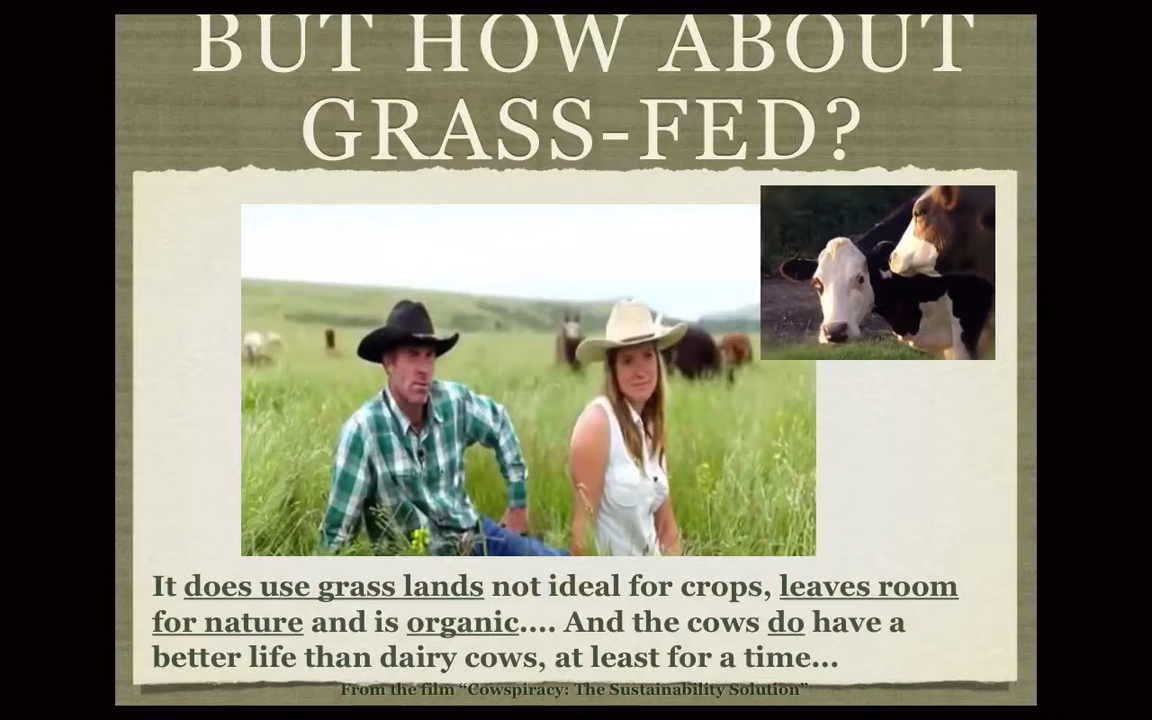 BUT HOW ABOUT
GRASS-FED?
It does use grass lands not ideal for crops, leaves room
for nature and is organic.... And the cows do have a
better life than dairy cows, at least for a time...
From the film “Cowspiracy: The Sustainability Solution”